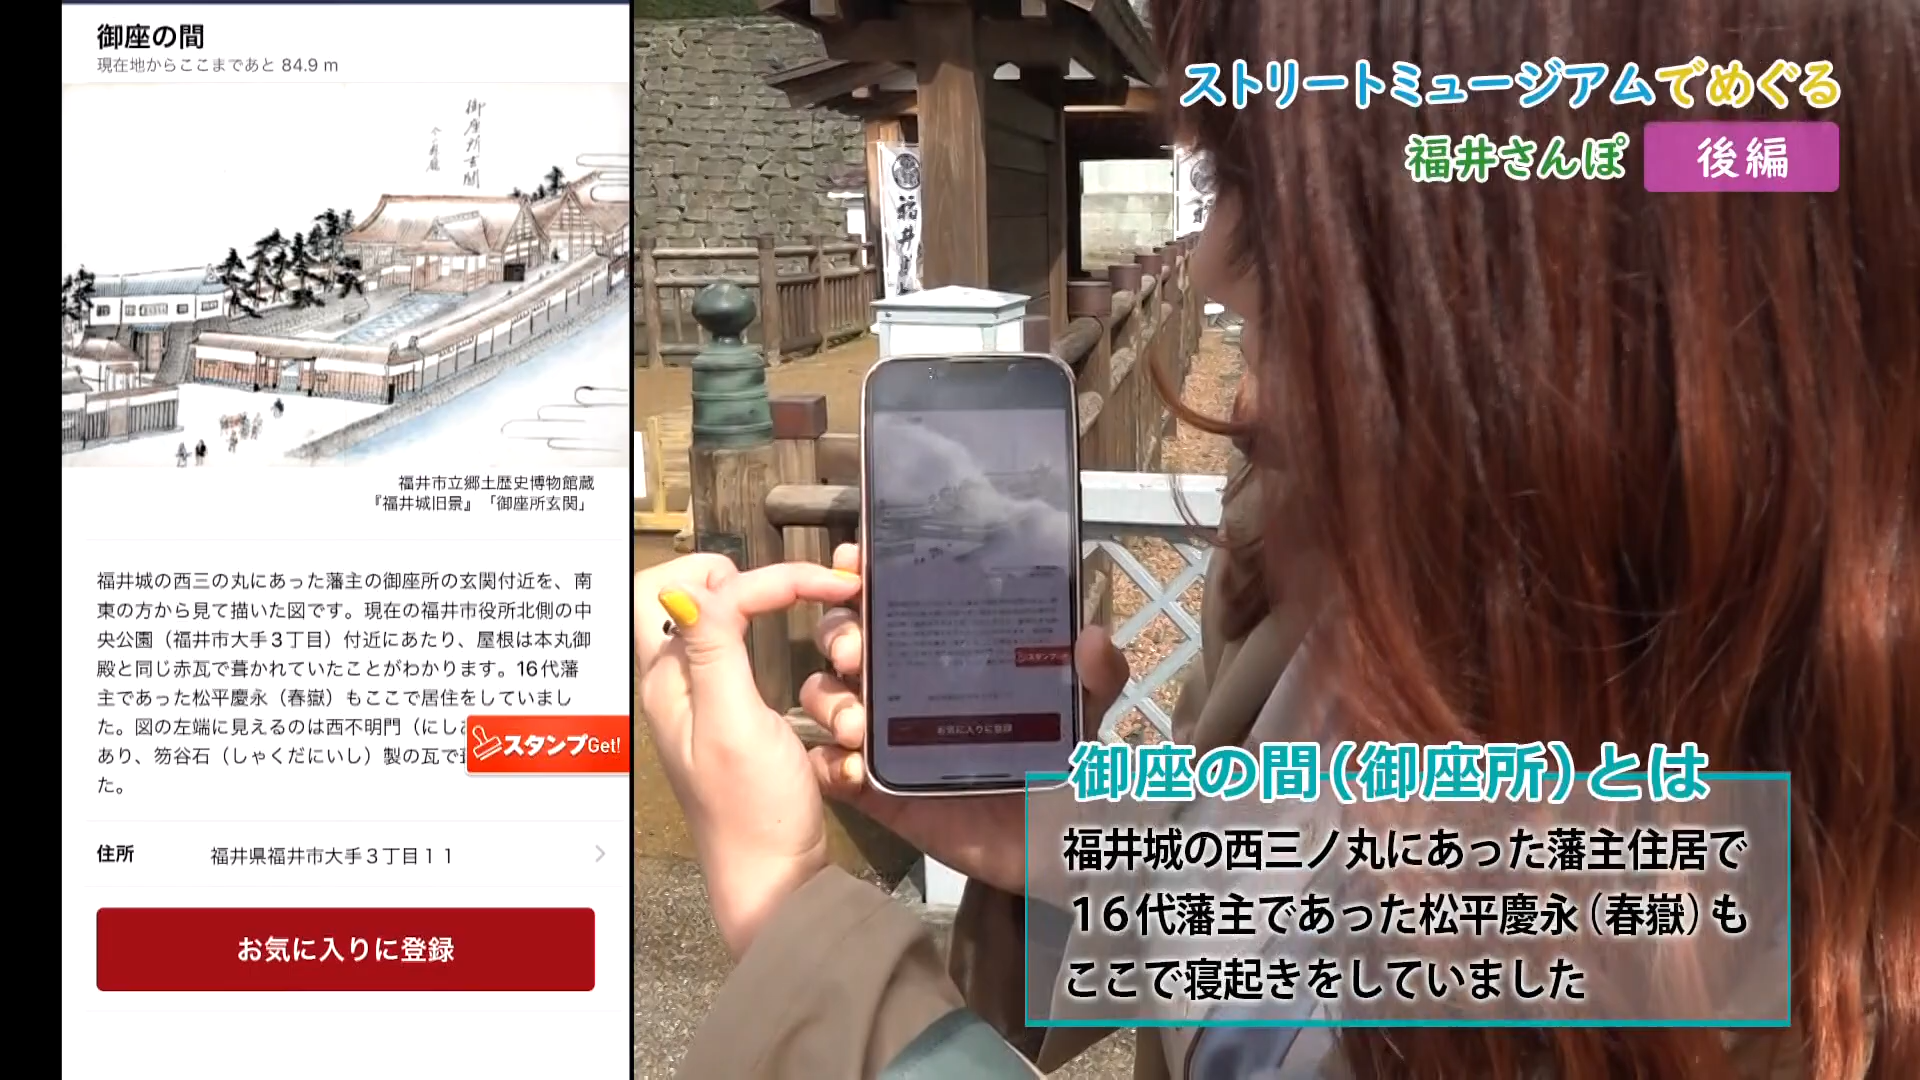 御座の間
現在地からここまであと 84.9 m
御座所玄関
福井市立郷土歴史博物館蔵
『福井城旧景』「御座所玄関」
福井城の西三の丸にあった藩主の御座所の玄関付近を、南
東の方から見て描いた図です。現在の福井市役所北側の中
央公園（福井市大手３丁目）付近にあたり、屋根は本丸御
殿と同じ赤瓦で葺かれていたことがわかります。16代藩
主であった松平慶永（春嶽）もここで居住をしていまし
た。図の左端に見えるのは西不明門（にし
あり、笏谷石（しゃくだにいし）製の瓦で
た。
スタンプGet!
住所 福井県福井市大手３丁目１１
お気に入りに登録
ストリートミュージアムでめぐる
福井さんぽ 後編
福井
お気に入りに登録
御座の間（御座所）とは
福井城の西三ノ丸にあった藩主住居で
１６代藩主であった松平慶永（春嶽）も
ここで寝起きをしていました